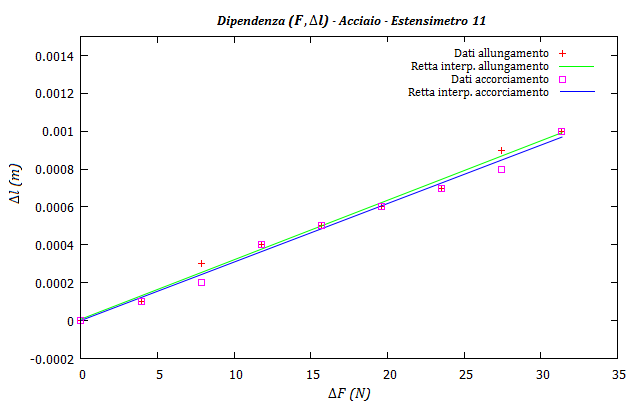 Dipendenza (F,Δl) - Acciaio - Estensimetro 11
Dati allungamento
Retta interp. allungamento
Dati accorciamento
Retta interp. accorciamento
0.0014
0.0012
0.001
0.0008
0.0006
0.0004
0.0002
0
-0.0002
Δl (m)
0 5 10 15 20 25 30 35
ΔF (N)